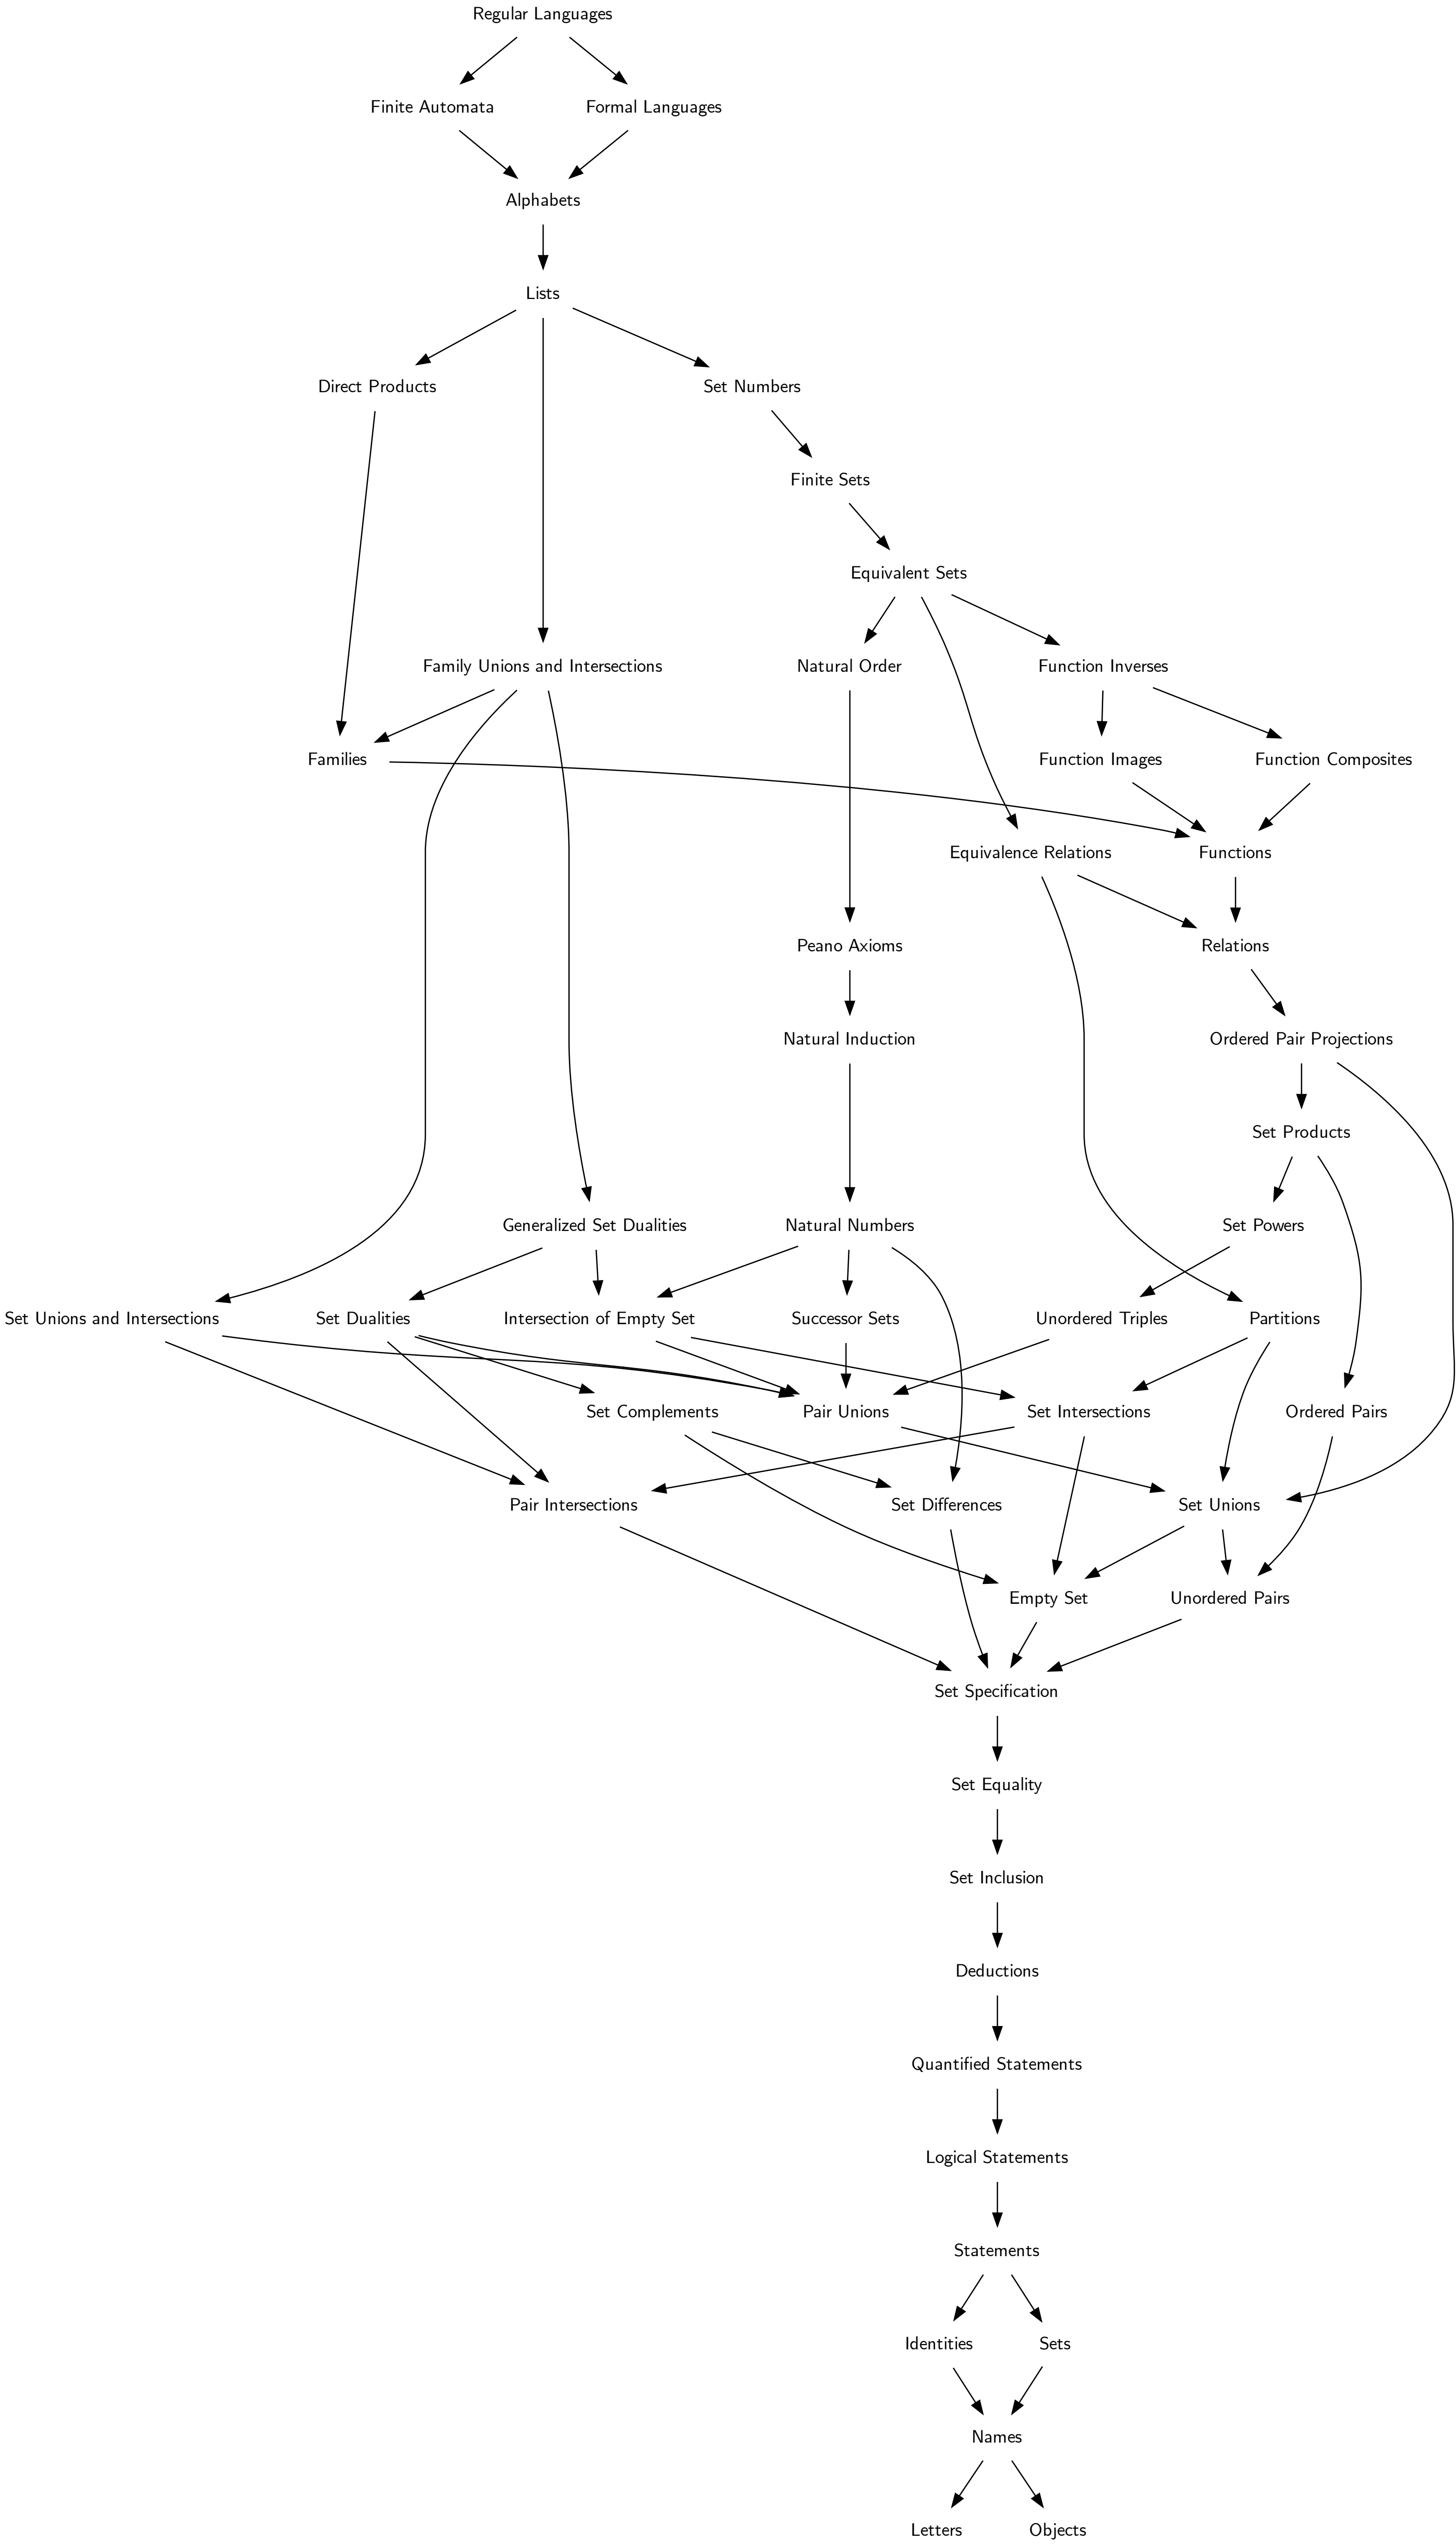 Regular Languages
Finite Automata
Formal Languages
Alphabets
Lists
Direct Products
Set Numbers
Finite Sets
Equivalent Sets
Family Unions and Intersections
Natural Order
Function Inverses
Families
Function Images
Function Composites
Equivalence Relations
Functions
Peano Axioms
Relations
Natural Induction
Ordered Pair Projections
Set Products
Generalized Set Dualities
Natural Numbers
Set Powers
Set Unions and Intersections
Set Dualities
Intersection of Empty Set
Successor Sets
Unordered Triples
Partitions
Set Complements
Pair Unions
Set Intersections
Ordered Pairs
Pair Intersections
Set Differences
Set Unions
Empty Set
Unordered Pairs
Set Specification
Set Equality
Set Inclusion
Deductions
Quantified Statements
Logical Statements
Statements
Identities
Sets
Names
Letters
Objects